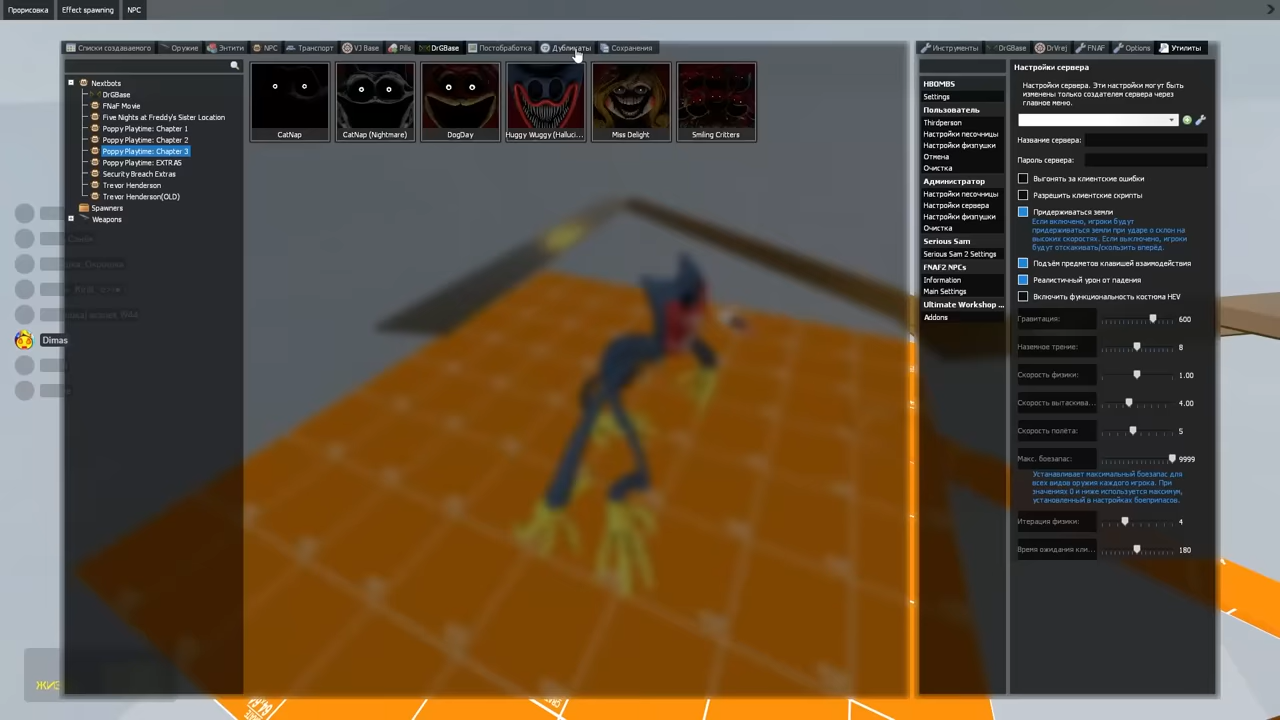 Прорисовка
Effect spawning
NPC
Списки создаваемого
Оружие
Энтити
NPC
Транспорт
VJ Base
Pills
DrGBase
Постобработка
Дубликаты
Сохранения
Nextbots
DrGBase
FNaF Movie
Five Nights at Freddy's Sister Location
Poppy Playtime: Chapter 1
Poppy Playtime: Chapter 2
Poppy Playtime: Chapter 3
Poppy Playtime: EXTRAS
Security Breach Extras
Trevor Henderson
Trevor Henderson(OLD)
Spawners
Weapons
CatNap
CatNap (Nightmare)
DogDay
Huggy Wuggy (Halluci...
Miss Delight
Smiling Critters
Dimas
Инструменты
DrGBase
DrVrej
FNAF
Options
Утилиты
HBOMBS
Settings
Пользователь
Thirdperson
Настройки песочницы
Настройки физпушки
Отмена
Очистка
Администратор
Настройки песочницы
Настройки сервера
Настройки физпушки
Очистка
Serious Sam
Serious Sam 2 Settings
FNAF2 NPCs
Information
Main Settings
Ultimate Workshop ...
Addons
Настройки сервера
Настройки сервера. Эти настройки могут быть
изменены только создателем сервера через
главное меню.
Название сервера:
Пароль сервера:
Выгонять за клиентские ошибки
Разрешить клиентские скрипты
Придерживаться земли
Если включено, игроки будут
придерживаться земли при ударе о склон на
высоких скоростях. Если выключено, игроки
будут отскакивать/скользить вперёд.
Подъём предметов клавишей взаимодействия
Реалистичный урон от падения
Включить функциональность костюма HEV
Гравитация: 600
Наземное трение: 8
Скорость физики: 1.00
Скорость вытаскива... 4.00
Скорость полёта: 5
Макс. боезапас: 9999
Устанавливает максимальный боезапас для
всех видов оружия каждого игрока. При
значениях 0 и ниже используется максимум,
установленный в настройках боеприпасов.
Итерация физики: 4
Время ожидания кли... 180